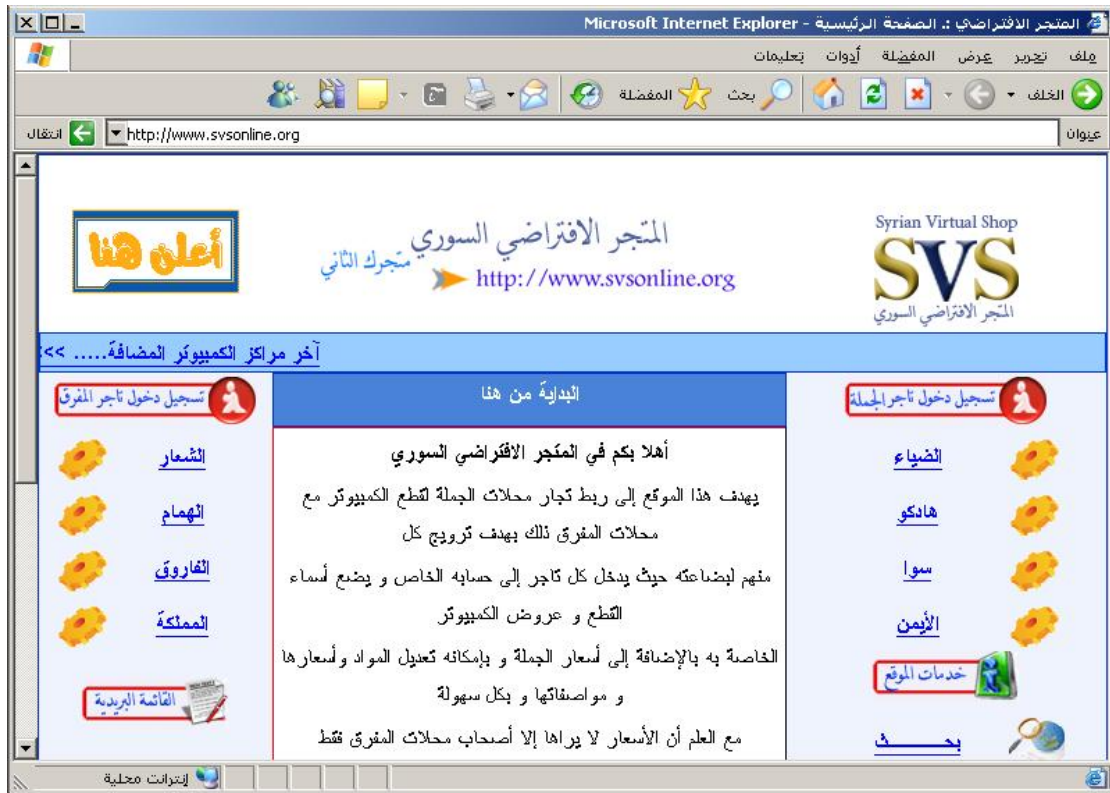 المتجر الافتراضي :. الصفحة الرئيسية - Microsoft Internet Explorer
ملف تحرير عرض المفضلة أدوات تعليمات
الخلف بحث المفضلة
عنوان http://www.svsonline.org انتقال
Syrian Virtual Shop
SVS
المتجر الافتراضي السوري
المتجر الافتراضي السوري
متجرك الثاني
http://www.svsonline.org
أعلن هنا
آخر مراكز الكمبيوتر المضافة..... >>
تسجيل دخول تاجر الجملة
الضياء
هادكو
سوا
الأيمن
خدمات الموقع
بحـــــث
البداية من هنا
أهلا بكم في المتجر الافتراضي السوري
يهدف هذا الموقع إلى ربط تجار محلات الجملة لقطع الكمبيوتر مع
محلات المفرق ذلك بهدف ترويج كل
منهم لبضاعته حيث يدخل كل تاجر إلى حسابه الخاص و يضع أسماء
القطع و عروض الكمبيوتر
الخاصة به بالإضافة إلى أسعار الجملة و بإمكانه تعديل المواد وأسعارها
و مواصفاتها و بكل سهولة
مع العلم أن الأسعار لا يراها إلا أصحاب محلات المفرق فقط
تسجيل دخول تاجر المفرق
الشعار
الهمام
الفاروق
المملكة
القائمة البريدية
إنترانت محلية